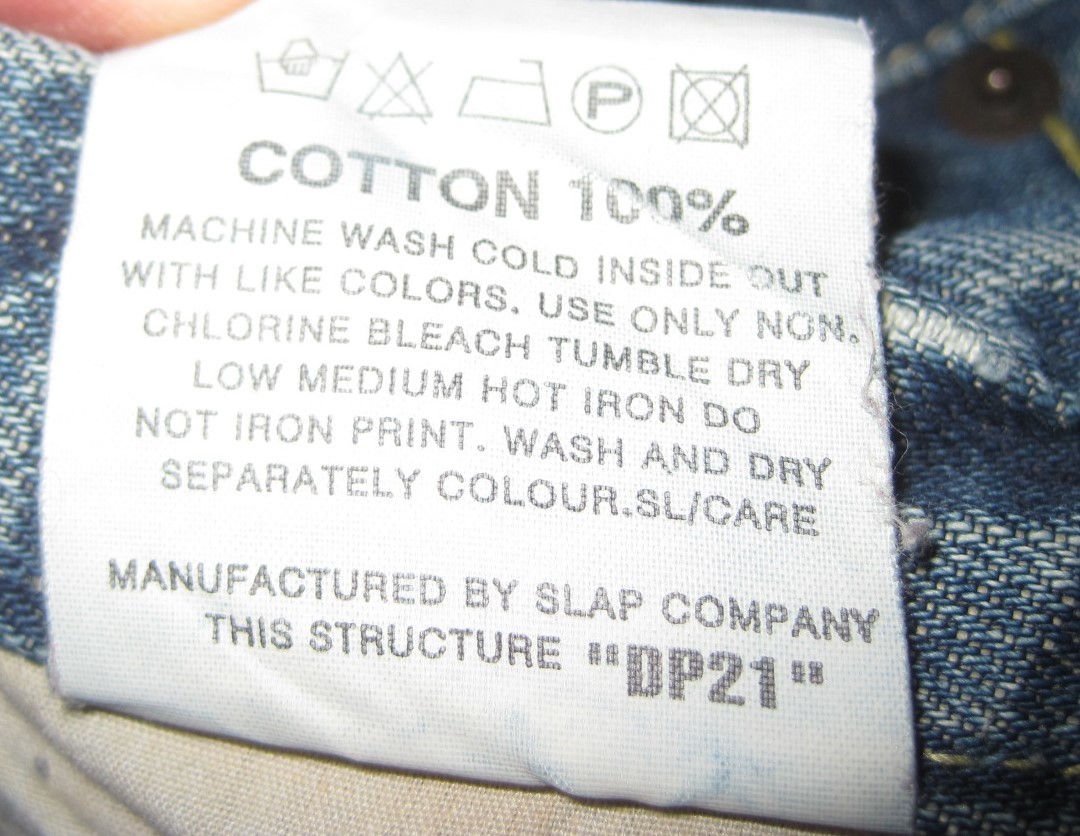 P
COTTON 100%
MACHINE WASH COLD INSIDE OUT
WITH LIKE COLORS. USE ONLY NON.
CHLORINE BLEACH TUMBLE DRY
LOW MEDIUM HOT IRON DO
NOT IRON PRINT. WASH AND DRY
SEPARATELY COLOUR.SL/CARE
MANUFACTURED BY SLAP COMPANY
THIS STRUCTURE "DP21"